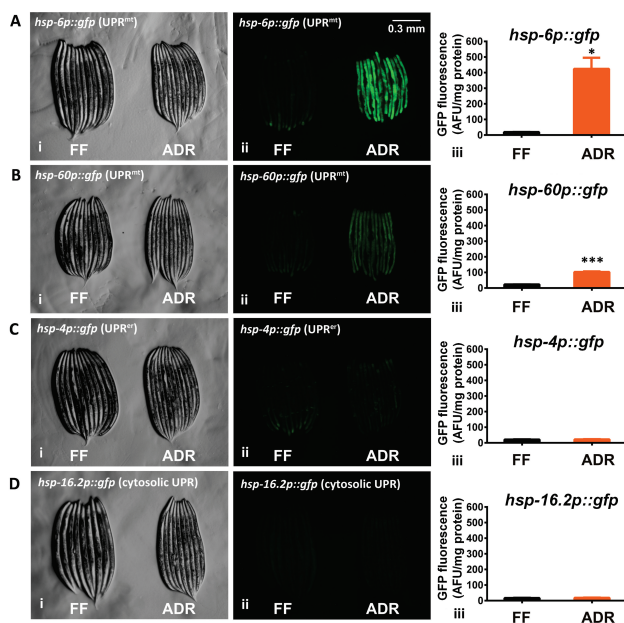 A
hsp-6p::gfp (UPRmt)
i
FF
ADR
hsp-6p::gfp (UPRmt)
0.3 mm
ii
FF
ADR
hsp-6p::gfp
GFP fluorescence
(AFU/mg protein)
600
500
400
300
200
100
0
*
iii
FF
ADR
B
hsp-60p::gfp (UPRmt)
i
FF
ADR
hsp-60p::gfp (UPRmt)
ii
FF
ADR
hsp-60p::gfp
GFP fluorescence
(AFU/mg protein)
600
500
400
300
200
100
0
***
iii
FF
ADR
C
hsp-4p::gfp (UPRer)
i
FF
ADR
hsp-4p::gfp (UPRer)
ii
FF
ADR
hsp-4p::gfp
GFP fluorescence
(AFU/mg protein)
600
500
400
300
200
100
0
iii
FF
ADR
D
hsp-16.2p::gfp (cytosolic UPR)
i
FF
ADR
hsp-16.2p::gfp (cytosolic UPR)
ii
FF
ADR
hsp-16.2p::gfp
GFP fluorescence
(AFU/mg protein)
600
500
400
300
200
100
0
iii
FF
ADR